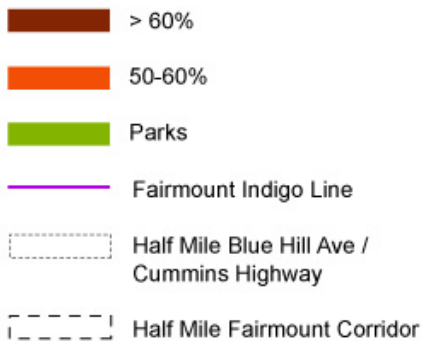 > 60%
50-60%
Parks
Fairmount Indigo Line
Half Mile Blue Hill Ave /
Cummins Highway
Half Mile Fairmount Corridor